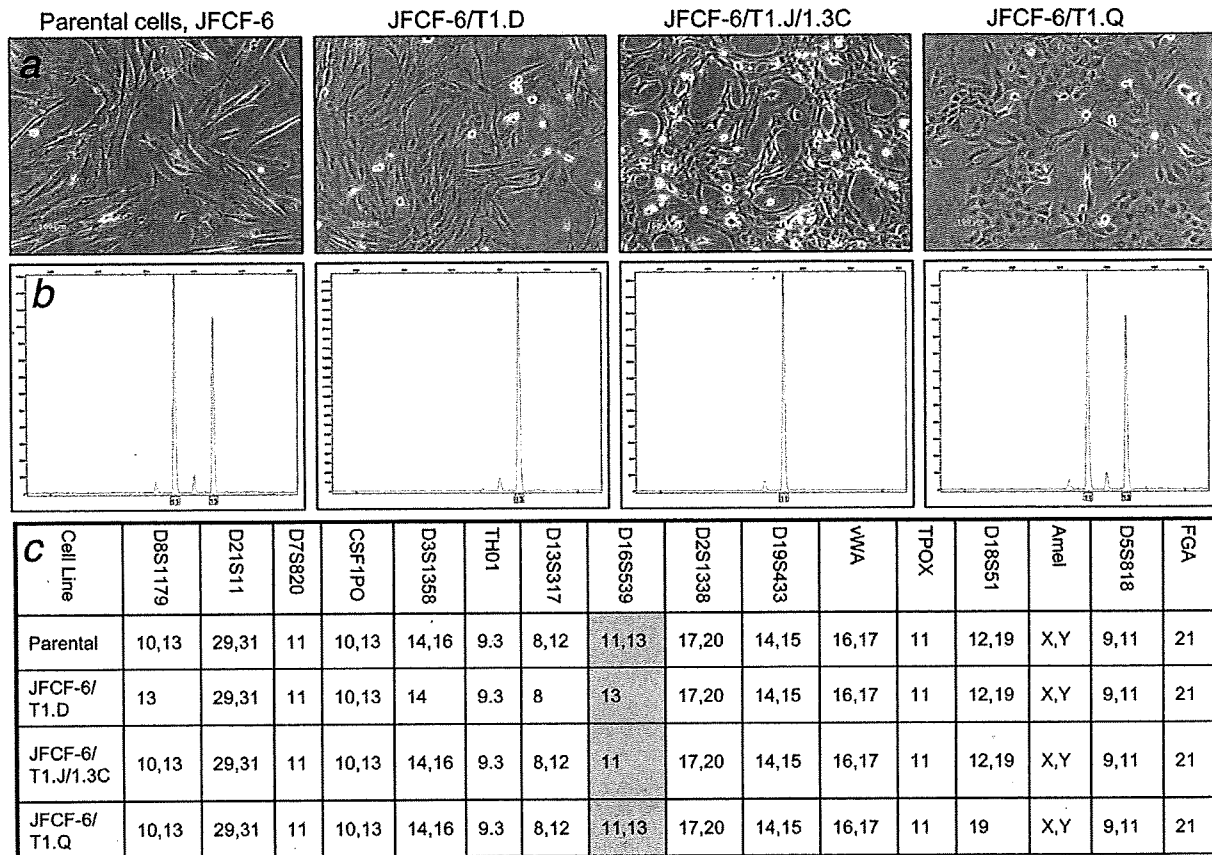 Parental cells, JFCF-6 JFCF-6/T1.D JFCF-6/T1.J/1.3C JFCF-6/T1.Q
a
b
c Cell Line D8S1179 D21S11 D7S820 CSF1PO D3S1358 TH01 D13S317 D16S539 D2S1338 D19S433 vWA TPOX D18S51 Amel D5S818 FGA
Parental 10,13 29,31 11 10,13 14,16 9.3 8,12 11,13 17,20 14,15 16,17 11 12,19 X,Y 9,11 21
JFCF-6/
T1.D 13 29,31 11 10,13 14 9.3 8 13 17,20 14,15 16,17 11 12,19 X,Y 9,11 21
JFCF-6/
T1.J/1.3C 10,13 29,31 11 10,13 14,16 9.3 8,12 11 17,20 14,15 16,17 11 12,19 X,Y 9,11 21
JFCF-6/
T1.Q 10,13 29,31 11 10,13 14,16 9.3 8,12 11,13 17,20 14,15 16,17 11 19 X,Y 9,11 21